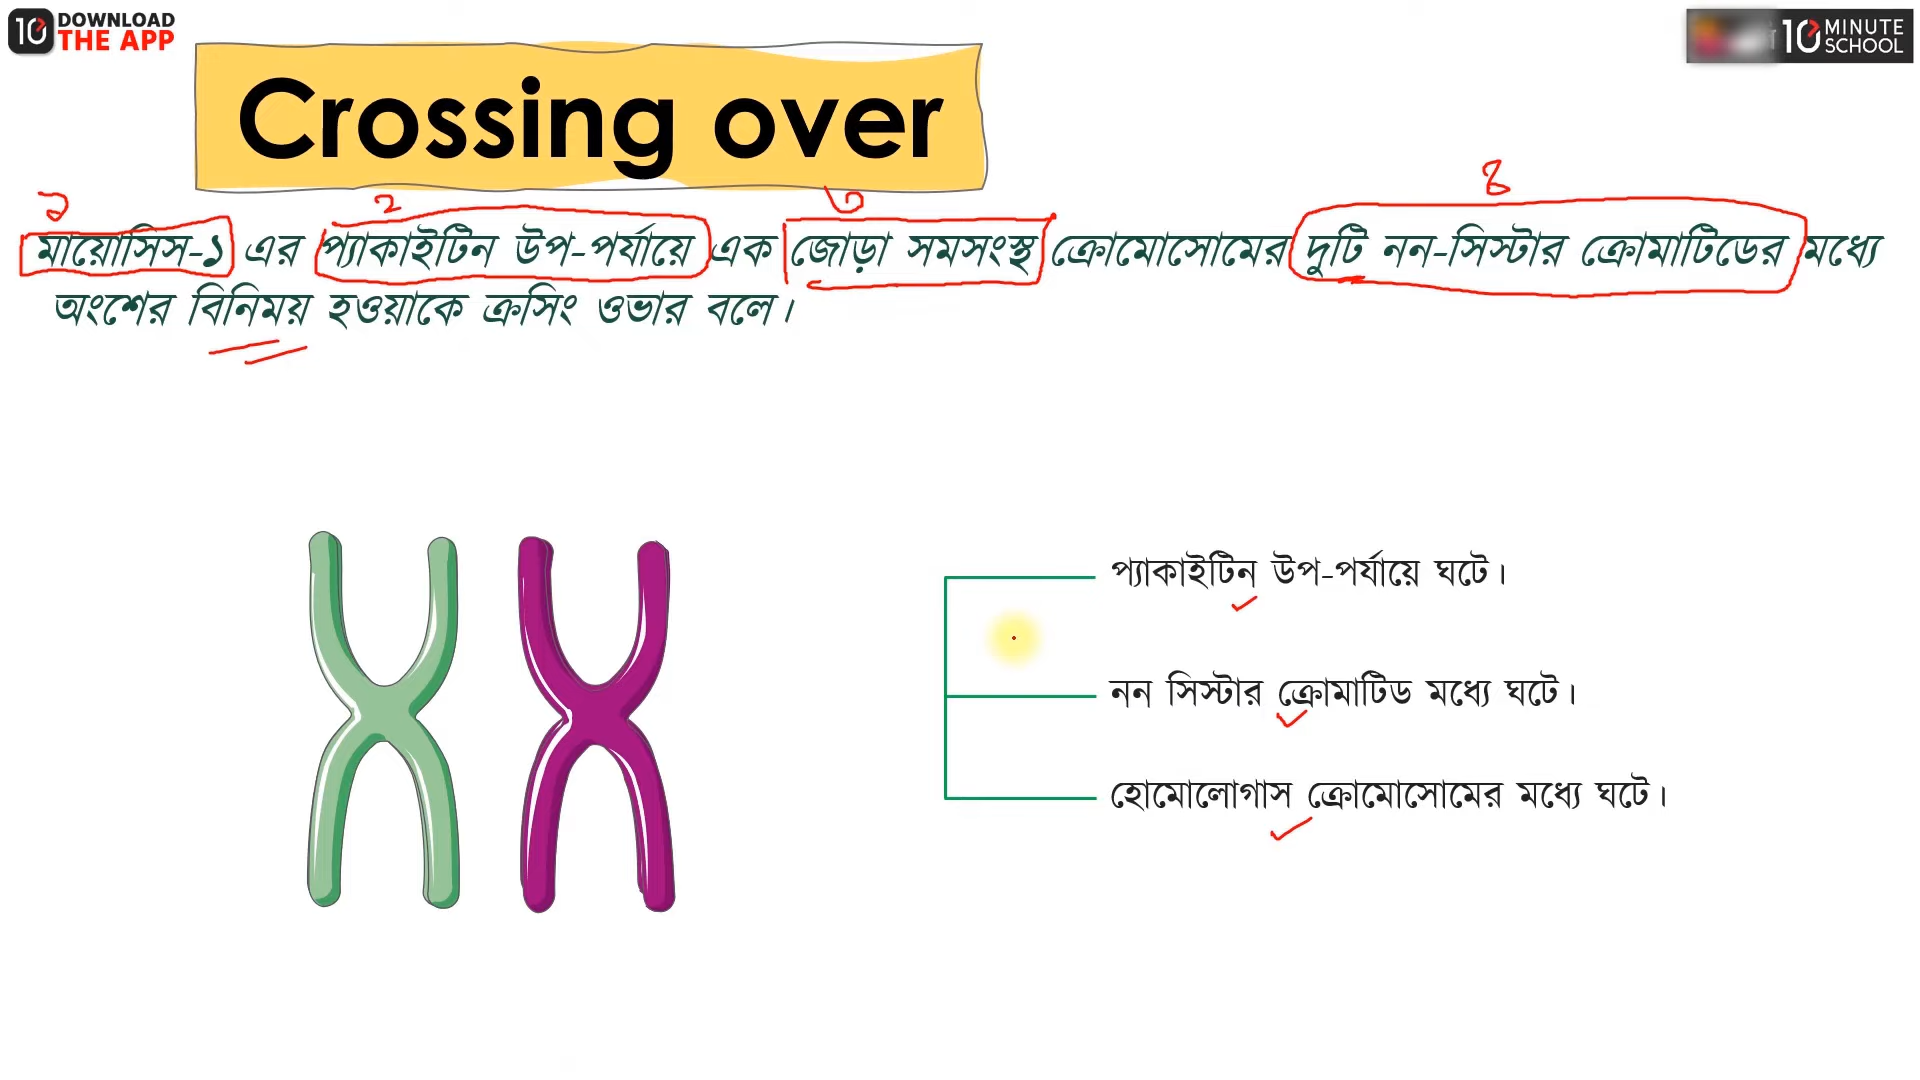 DOWNLOAD
THE APP
10 MINUTE
SCHOOL
Crossing over
১ ২ ৩ ৪
মায়োসিস-১ এর প্যাকাইটিন উপ-পর্যায়ে এক জোড়া সমসংস্থ ক্রোমোসোমের দুটি নন-সিস্টার ক্রোমাটিডের মধ্যে
অংশের বিনিময় হওয়াকে ক্রসিং ওভার বলে।
প্যাকাইটিন উপ-পর্যায়ে ঘটে।
নন সিস্টার ক্রোমাটিড মধ্যে ঘটে।
হোমোলোগাস ক্রোমোসোমের মধ্যে ঘটে।